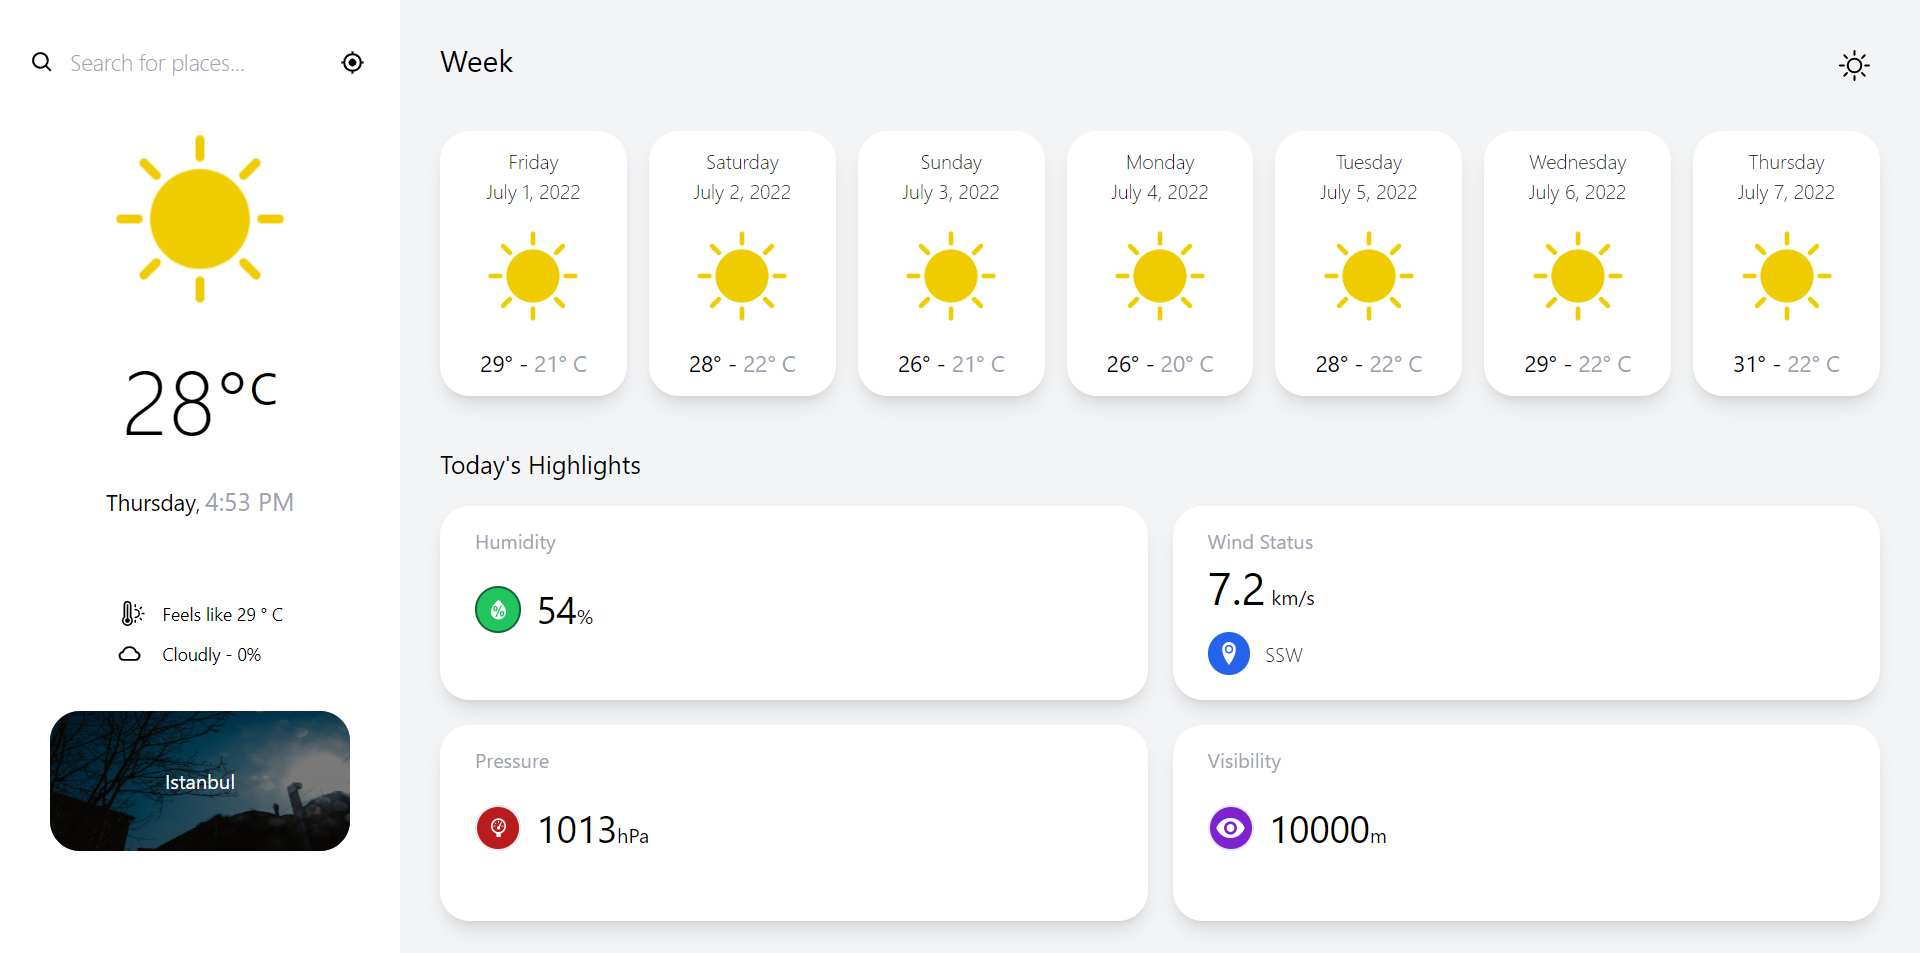 Search for places...
28°C
Thursday, 4:53 PM
Feels like 29 ° C
Cloudly - 0%
Istanbul
Week
Friday
July 1, 2022
29° - 21° C
Saturday
July 2, 2022
28° - 22° C
Sunday
July 3, 2022
26° - 21° C
Monday
July 4, 2022
26° - 20° C
Tuesday
July 5, 2022
28° - 22° C
Wednesday
July 6, 2022
29° - 22° C
Thursday
July 7, 2022
31° - 22° C
Today's Highlights
Humidity
%
54%
Wind Status
7.2 km/s
SSW
Pressure
1013hPa
Visibility
10000m